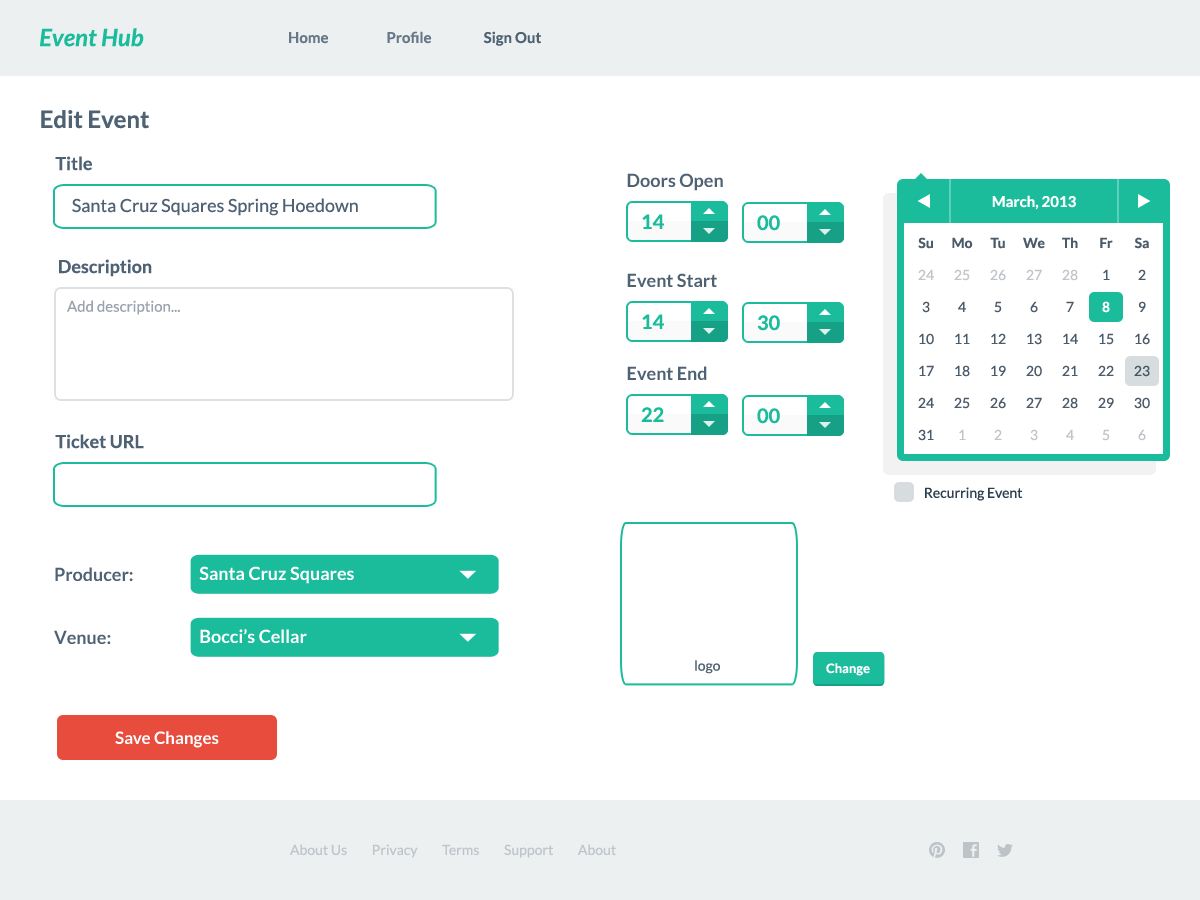 Event Hub
Home Profile Sign Out
Edit Event
Title
Santa Cruz Squares Spring Hoedown
Description
Add description...
Ticket URL
Producer:
Santa Cruz Squares
Venue:
Bocci's Cellar
Save Changes
Doors Open
14 00
Event Start
14 30
Event End
22 00
March, 2013
Su Mo Tu We Th Fr Sa
24 25 26 27 28 1 2
3 4 5 6 7 8 9
10 11 12 13 14 15 16
17 18 19 20 21 22 23
24 25 26 27 28 29 30
31 1 2 3 4 5 6
Recurring Event
logo
Change
About Us Privacy Terms Support About